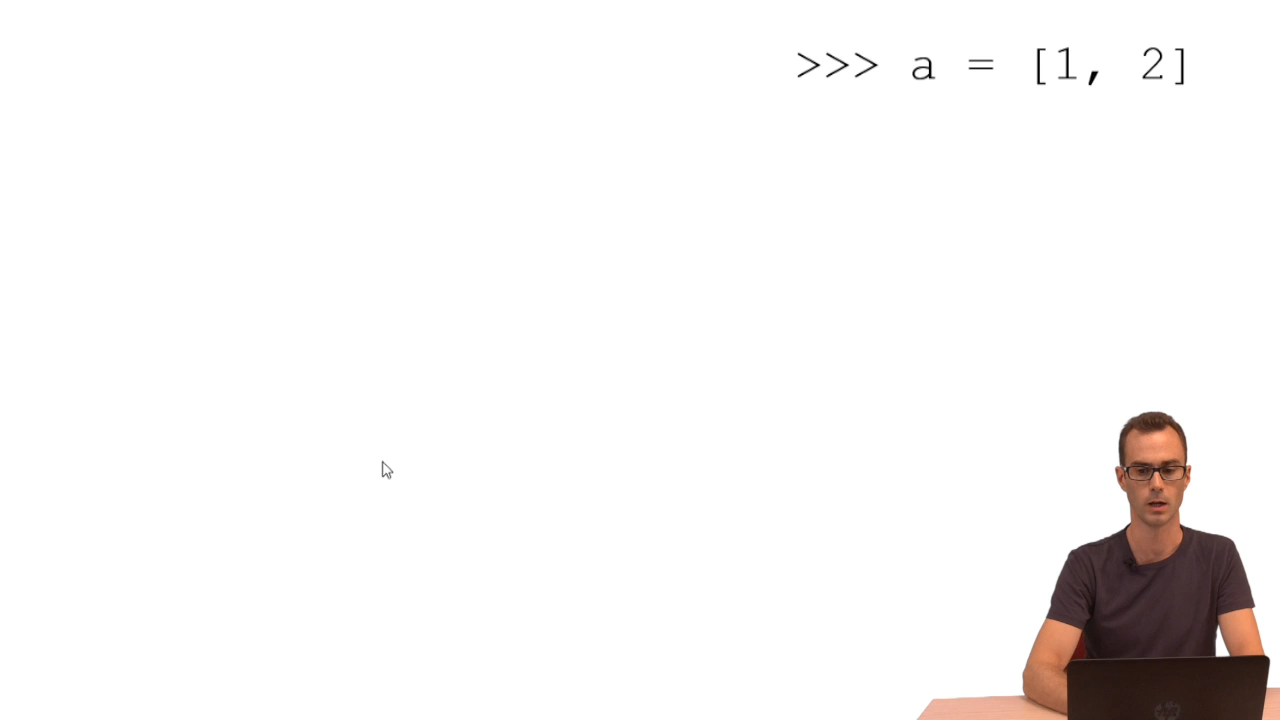 >>> a = [1, 2]